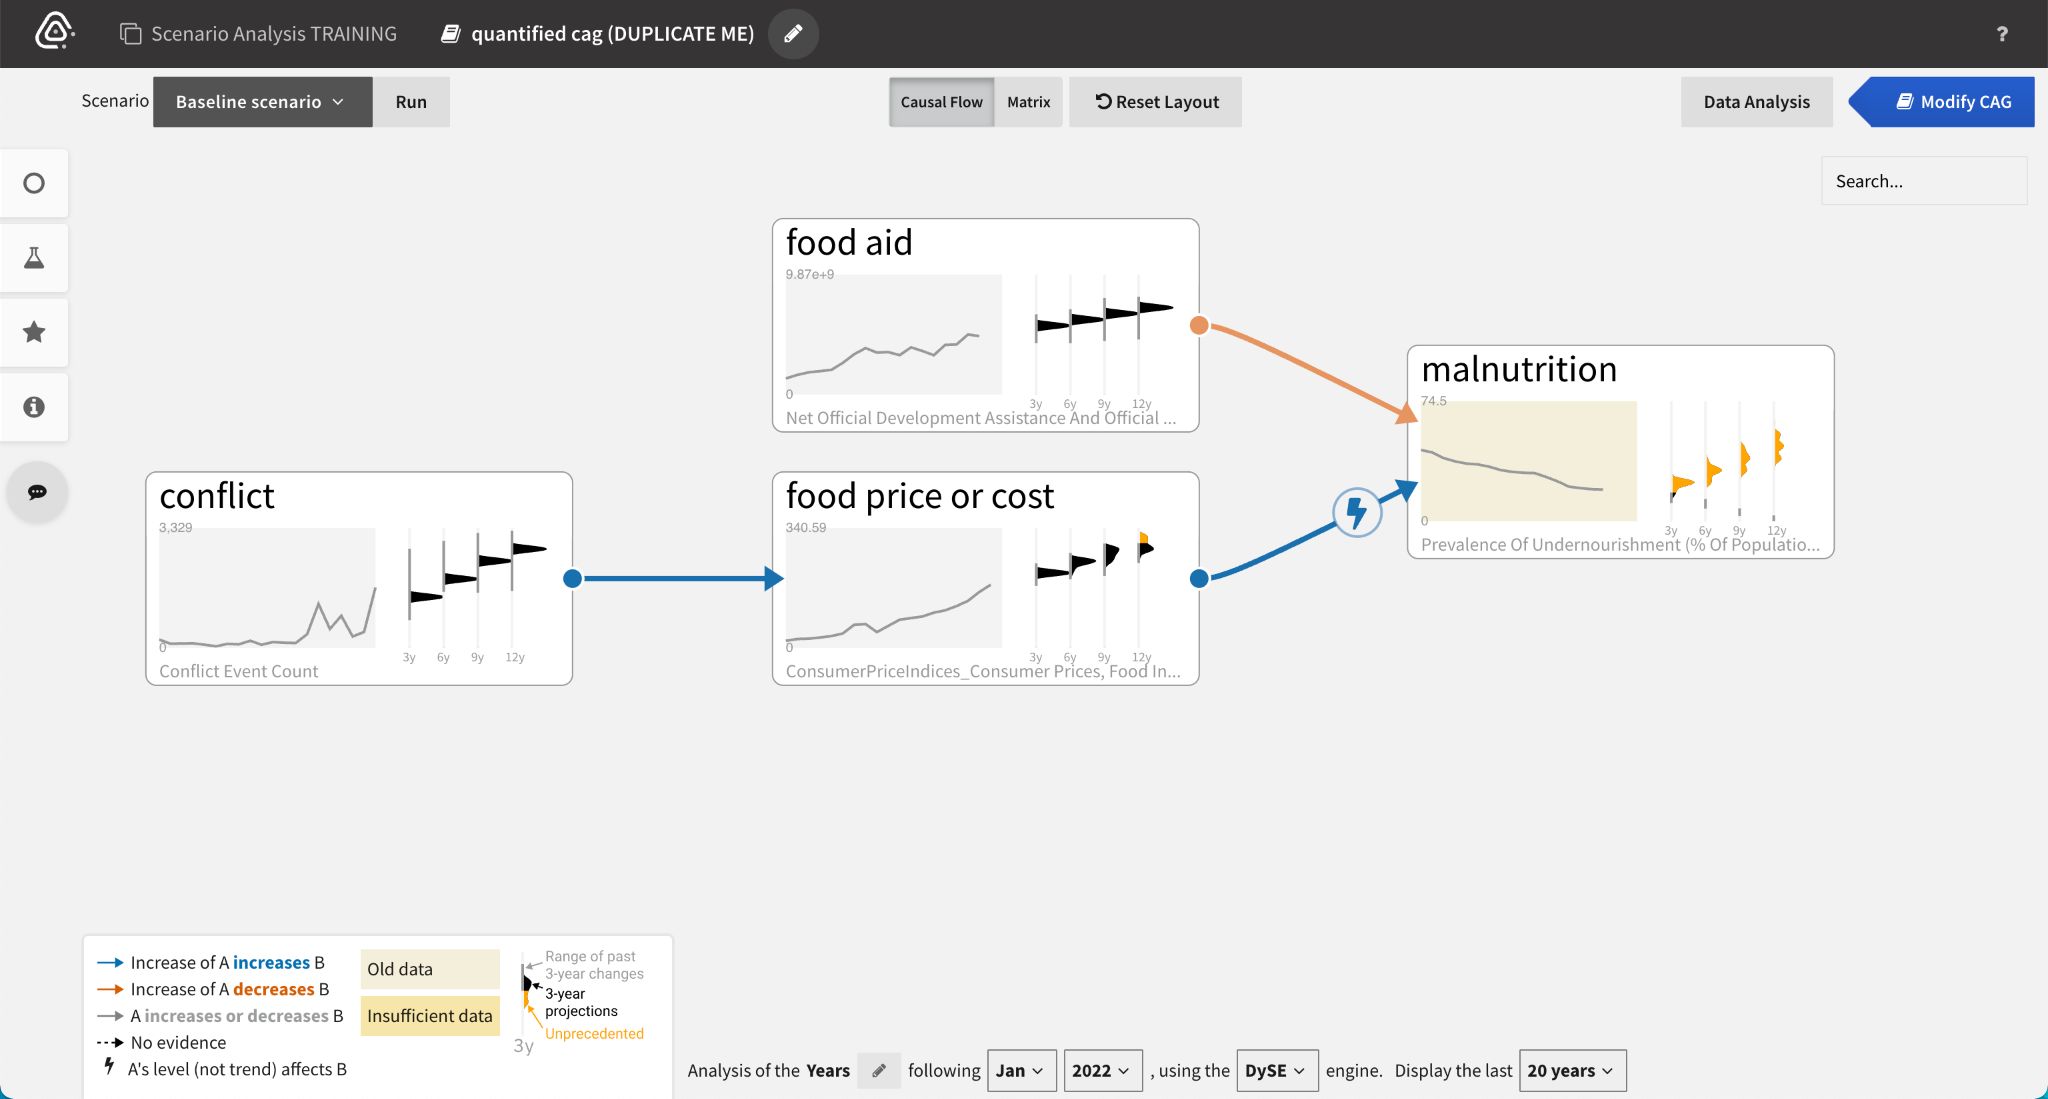 Scenario Analysis TRAINING
quantified cag (DUPLICATE ME)
?
Scenario
Baseline scenario
Run
Causal Flow
Matrix
Reset Layout
Data Analysis
Modify CAG
Search...
food aid
9.87e+9
0
3y 6y 9y 12y
Net Official Development Assistance And Official ...
malnutrition
74.5
0
3y 6y 9y 12y
Prevalence Of Undernourishment (% Of Populatio...
conflict
3,329
0
3y 6y 9y 12y
Conflict Event Count
food price or cost
340.59
0
3y 6y 9y 12y
ConsumerPriceIndices_Consumer Prices, Food In...
Increase of A increases B
Increase of A decreases B
A increases or decreases B
No evidence
A's level (not trend) affects B
Old data
Insufficient data
Range of past
3-year changes
3-year
projections
Unprecedented
3y
Analysis of the Years following Jan 2022 , using the DySE engine. Display the last 20 years